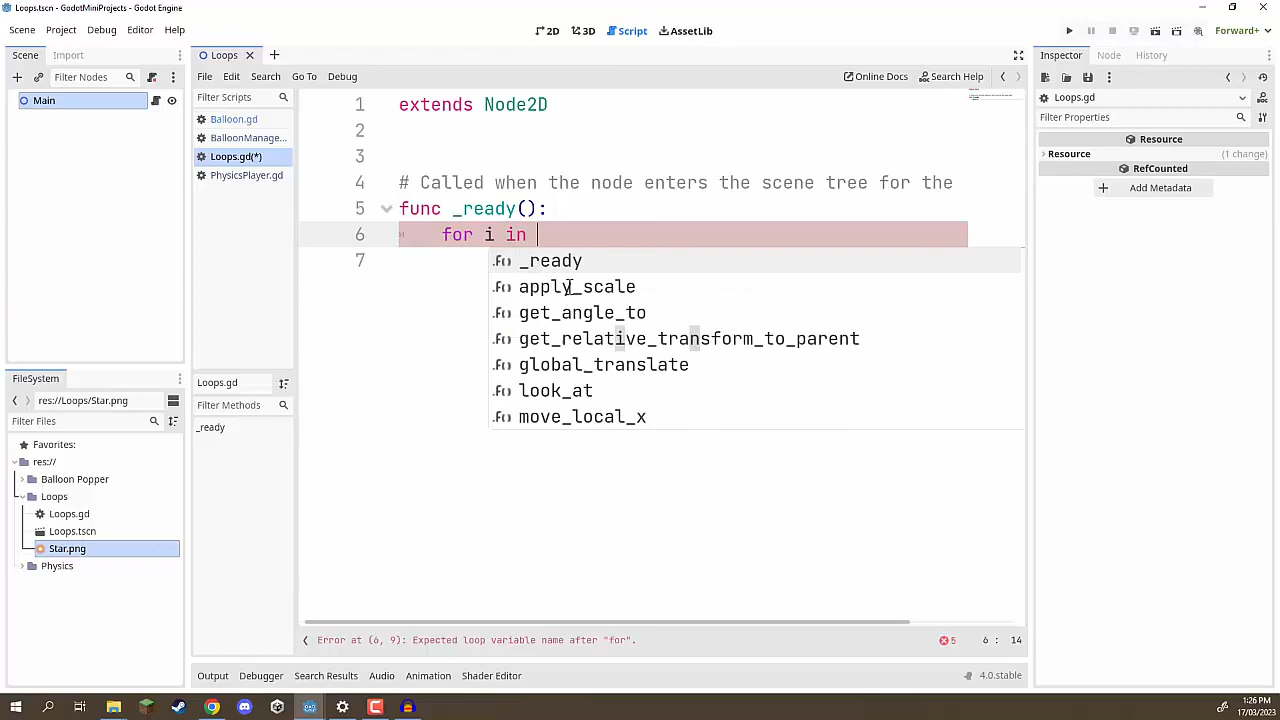 Loops.tscn - GodotMiniProjects - Godot Engine
Scene Project Debug Editor Help
2D 3D Script AssetLib
Forward+
Scene Import
Filter Nodes
Main
Loops
File Edit Search Go To Debug
Online Docs Search Help
Filter Scripts
Balloon.gd
BalloonManage...
Loops.gd(*)
PhysicsPlayer.gd
Loops.gd
Filter Methods
_ready
1 extends Node2D
2
3
4 # Called when the node enters the scene tree for the
5 func _ready():
6 for i in
7
_ready
apply_scale
get_angle_to
get_relative_transform_to_parent
global_translate
look_at
move_local_x
Error at (6, 9): Expected loop variable name after "for".
5 6 : 14
Output Debugger Search Results Audio Animation Shader Editor
4.0.stable
FileSystem
res://Loops/Star.png
Filter Files
Favorites:
res://
Balloon Popper
Loops
Loops.gd
Loops.tscn
Star.png
Physics
Inspector Node History
Loops.gd
Filter Properties
Resource
Resource (1 change)
RefCounted
Add Metadata
1:26 PM
17/03/2023